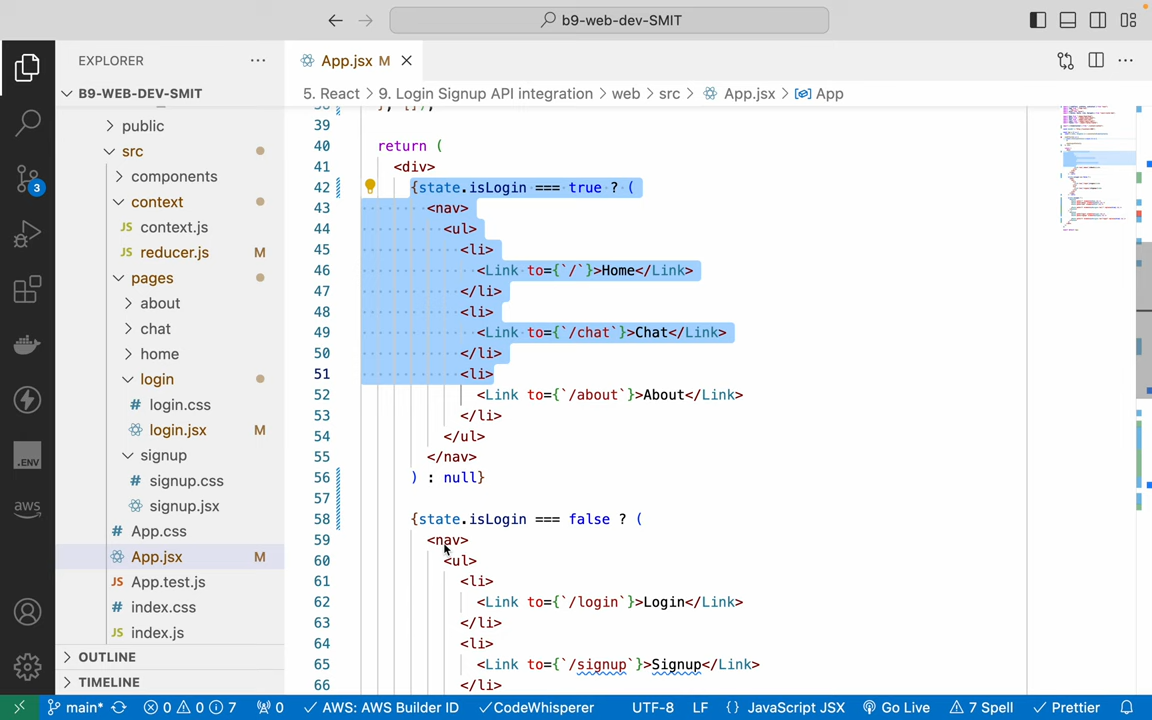 b9-web-dev-SMIT
EXPLORER
App.jsx M
B9-WEB-DEV-SMIT
5. React > 9. Login Signup API integration > web > src > App.jsx > App
public
src
components
context
JS context.js
JS reducer.js M
pages
about
chat
home
login
# login.css
login.jsx M
signup
# signup.css
signup.jsx
# App.css
App.jsx M
JS App.test.js
# index.css
JS index.js
OUTLINE
TIMELINE
3
.ENV
aws
39
40 return (
41 <div>
42 {state.isLogin === true ? (
43 <nav>
44 <ul>
45 <li>
46 <Link to={`/`}>Home</Link>
47 </li>
48 <li>
49 <Link to={`/chat`}>Chat</Link>
50 </li>
51 <li>
52 <Link to={`/about`}>About</Link>
53 </li>
54 </ul>
55 </nav>
56 ) : null}
57
58 {state.isLogin === false ? (
59 <nav>
60 <ul>
61 <li>
62 <Link to={`/login`}>Login</Link>
63 </li>
64 <li>
65 <Link to={`/signup`}>Signup</Link>
66 </li>
main* 0 0 7 0 AWS: AWS Builder ID CodeWhisperer UTF-8 LF {} JavaScript JSX Go Live 7 Spell Prettier